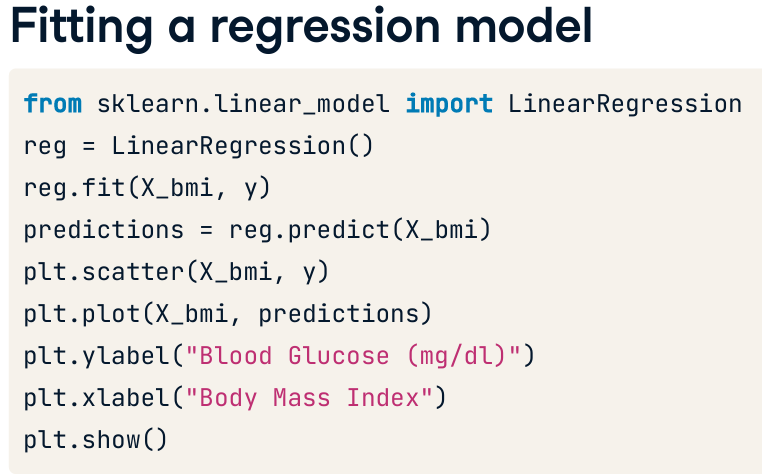 Fitting a regression model
from sklearn.linear_model import LinearRegression
reg = LinearRegression()
reg.fit(X_bmi, y)
predictions = reg.predict(X_bmi)
plt.scatter(X_bmi, y)
plt.plot(X_bmi, predictions)
plt.ylabel("Blood Glucose (mg/dl)")
plt.xlabel("Body Mass Index")
plt.show()